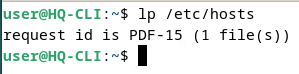 user@HQ-CLI:~$ lp /etc/hosts
request id is PDF-15 (1 file(s))
user@HQ-CLI:~$